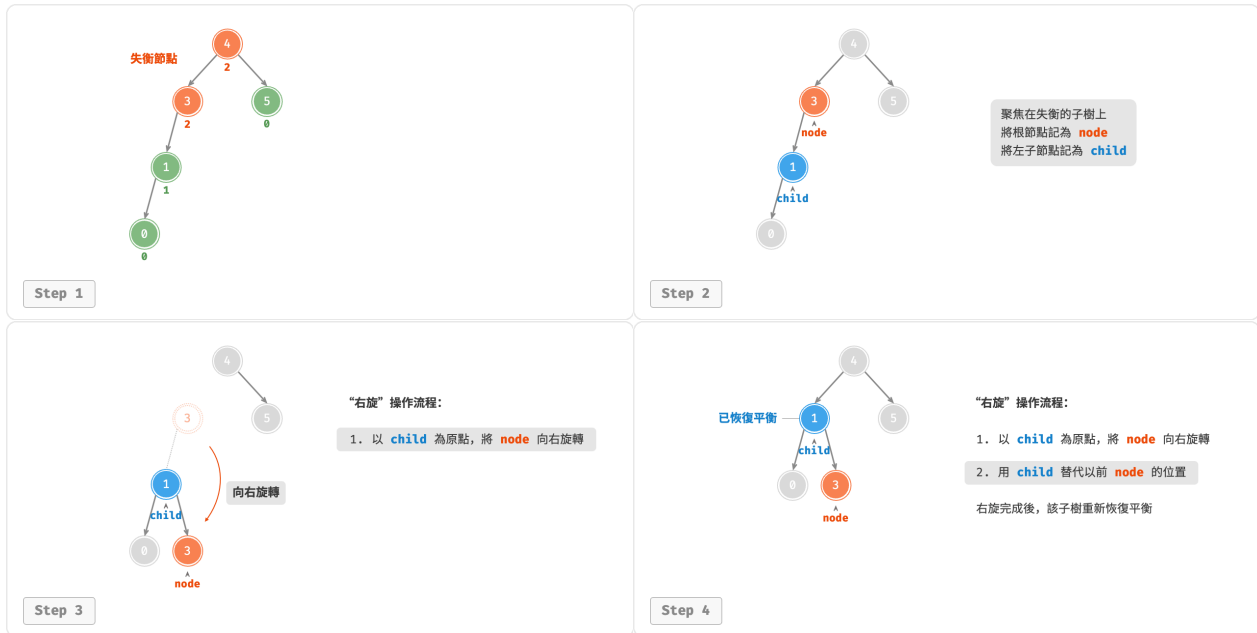 4
失衡節點
2
3
5
2
0
1
1
0
0
Step 1
4
3
5
node
聚焦在失衡的子樹上
將根節點記為 node
將左子節點記為 child
1
child
0
Step 2
4
3
5
“右旋”操作流程：
1. 以 child 為原點，將 node 向右旋轉
1
向右旋轉
child
0
3
node
Step 3
4
已恢復平衡
1
5
child
0
3
node
“右旋”操作流程：
1. 以 child 為原點，將 node 向右旋轉
2. 用 child 替代以前 node 的位置
右旋完成後，該子樹重新恢復平衡
Step 4